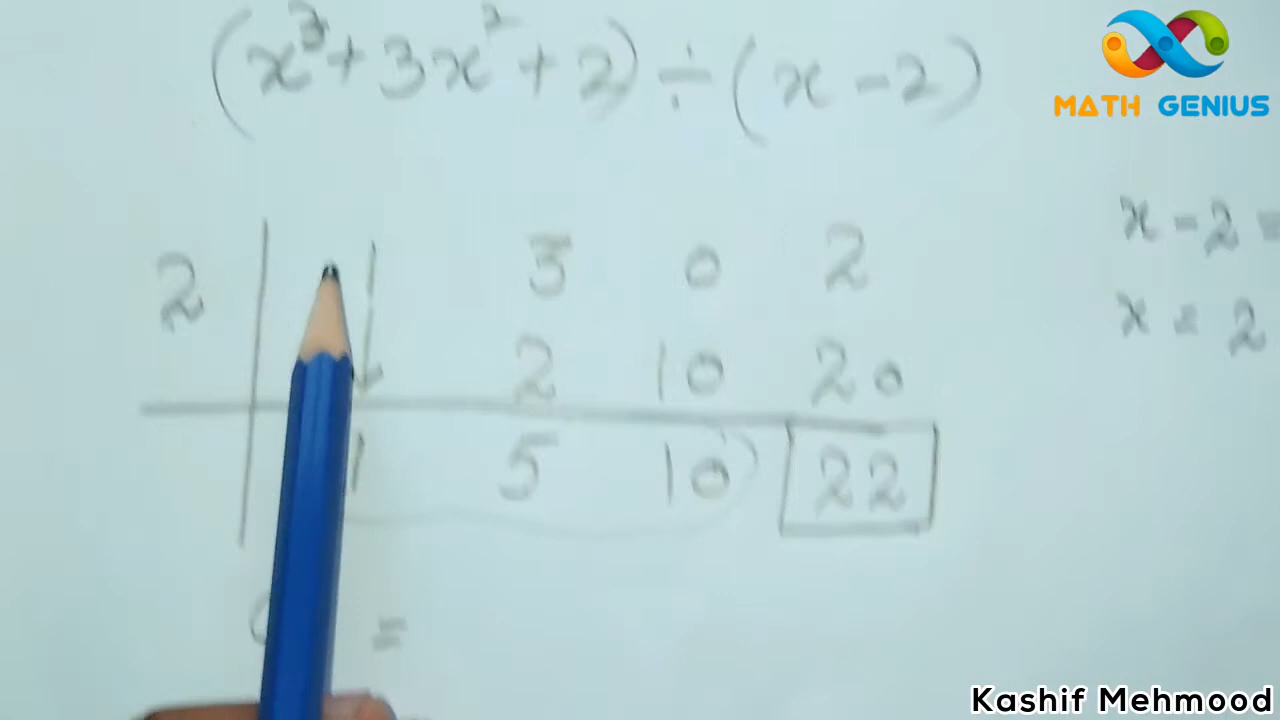 (x³+3x²+2)÷(x-2)
MATH GENIUS
x-2=
x=2
2 1 3 0 2
2 10 20
1 5 10 22
=
Kashif Mehmood